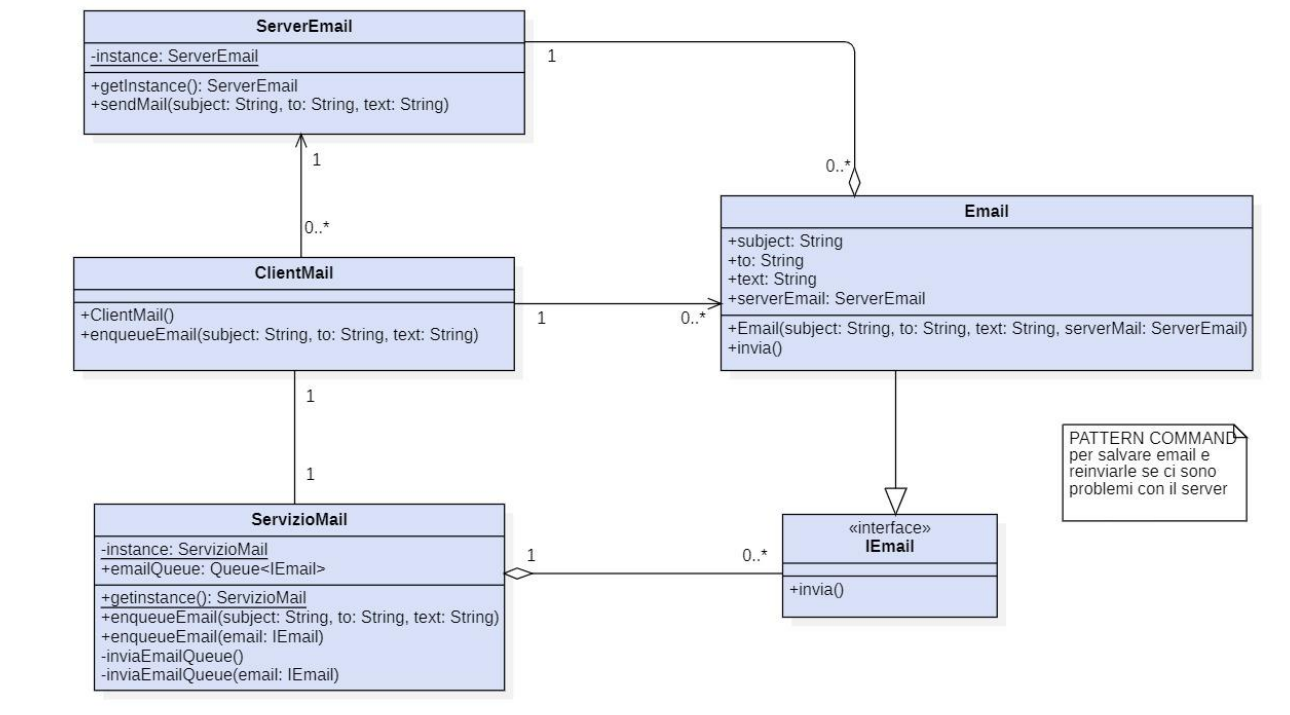 ServerEmail
-instance: ServerEmail
+getInstance(): ServerEmail
+sendMail(subject: String, to: String, text: String)
1
0..*
1
0..*
Email
+subject: String
+to: String
+text: String
+serverEmail: ServerEmail
+Email(subject: String, to: String, text: String, serverMail: ServerEmail)
+invia()
ClientMail
+ClientMail()
+enqueueEmail(subject: String, to: String, text: String)
1
0..*
1
1
PATTERN COMMAND
per salvare email e
reinviarle se ci sono
problemi con il server
ServizioMail
-instance: ServizioMail
+emailQueue: Queue<IEmail>
+getinstance(): ServizioMail
+enqueueEmail(subject: String, to: String, text: String)
+enqueueEmail(email: IEmail)
-inviaEmailQueue()
-inviaEmailQueue(email: IEmail)
1
0..*
«interface»
IEmail
+invia()